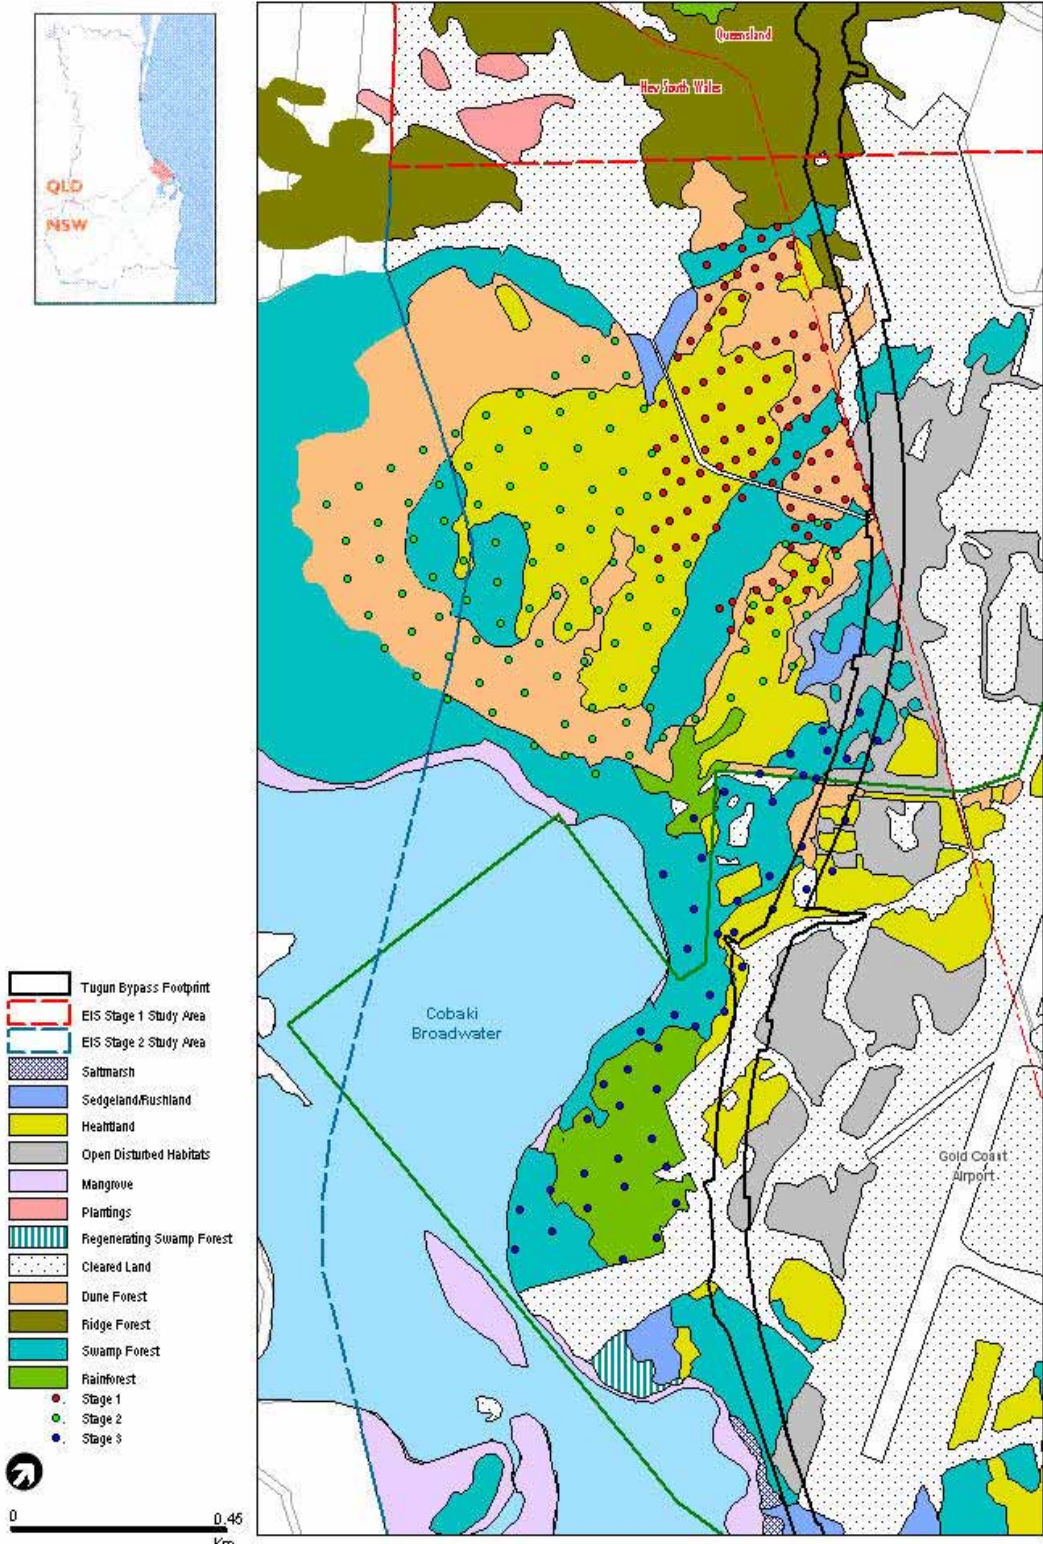 QLD
NSW
Queensland
New South Wales
Cobaki
Broadwater
Gold Coast
Airport
Tugun Bypass Footprint
EIS Stage 1 Study Area
EIS Stage 2 Study Area
Saltmarsh
Sedgeland/Rushland
Heahtland
Open Disturbed Habitats
Mangrove
Plantings
Regenerating Swamp Forest
Cleared Land
Dune Forest
Ridge Forest
Swamp Forest
Rainforest
Stage 1
Stage 2
Stage 3
0 0.45
Km